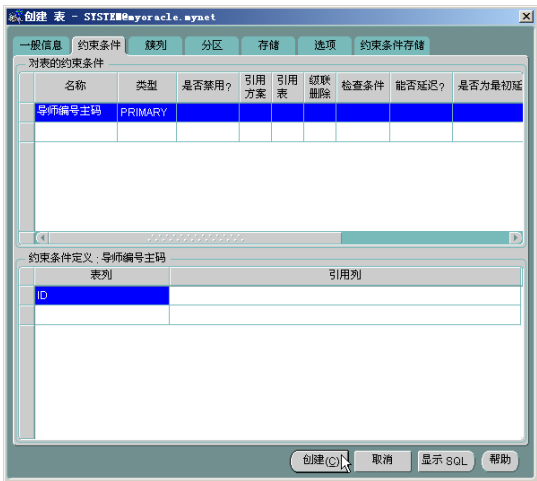 创建 表 - SYSTEM@myoracle.mynet
一般信息 约束条件 簇列 分区 存储 选项 约束条件存储
对表的约束条件
名称 类型 是否禁用? 引用方案 引用表 级联删除 检查条件 能否延迟? 是否为最初延
导师编号主码 PRIMARY
约束条件定义 : 导师编号主码
表列 引用列
ID
创建(C) 取消 显示 SQL 帮助